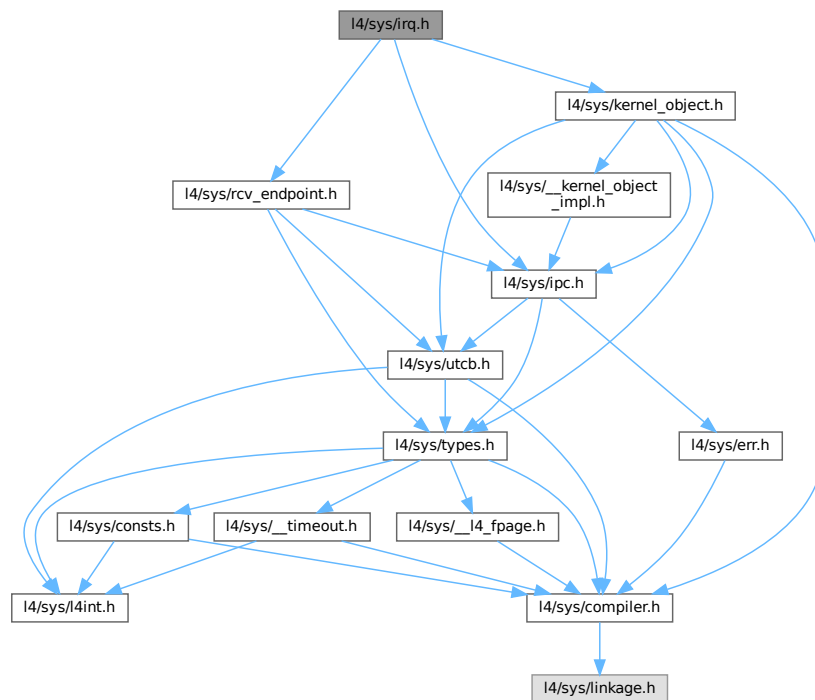 l4/sys/irq.h
l4/sys/kernel_object.h
l4/sys/rcv_endpoint.h
l4/sys/__kernel_object
_impl.h
l4/sys/ipc.h
l4/sys/utcb.h
l4/sys/types.h
l4/sys/err.h
l4/sys/consts.h
l4/sys/__timeout.h
l4/sys/__l4_fpage.h
l4/sys/l4int.h
l4/sys/compiler.h
l4/sys/linkage.h